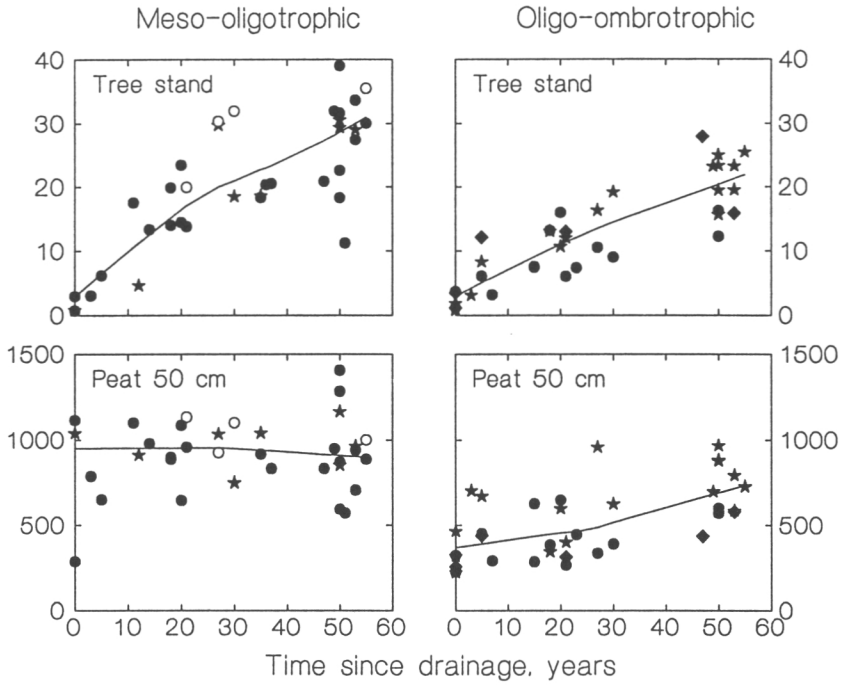 Meso-oligotrophic Oligo-ombrotrophic
40 Tree stand Tree stand 40
30 30
20 20
10 10
0 0
1500 Peat 50 cm Peat 50 cm 1500
1000 1000
500 500
0 0
0 10 20 30 40 50 60 0 10 20 30 40 50 60
Time since drainage, years